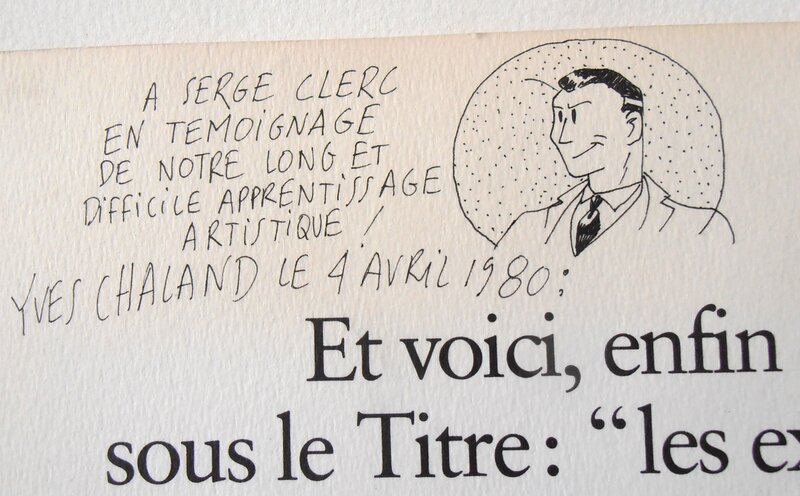 A SERGE CLERC
EN TEMOIGNAGE
DE NOTRE LONG ET
DIFFICILE APPRENTISSAGE
ARTISTIQUE !
YVES CHALAND LE 4 AVRIL 1980 :
Et voici, enfin
sous le Titre : “les ex